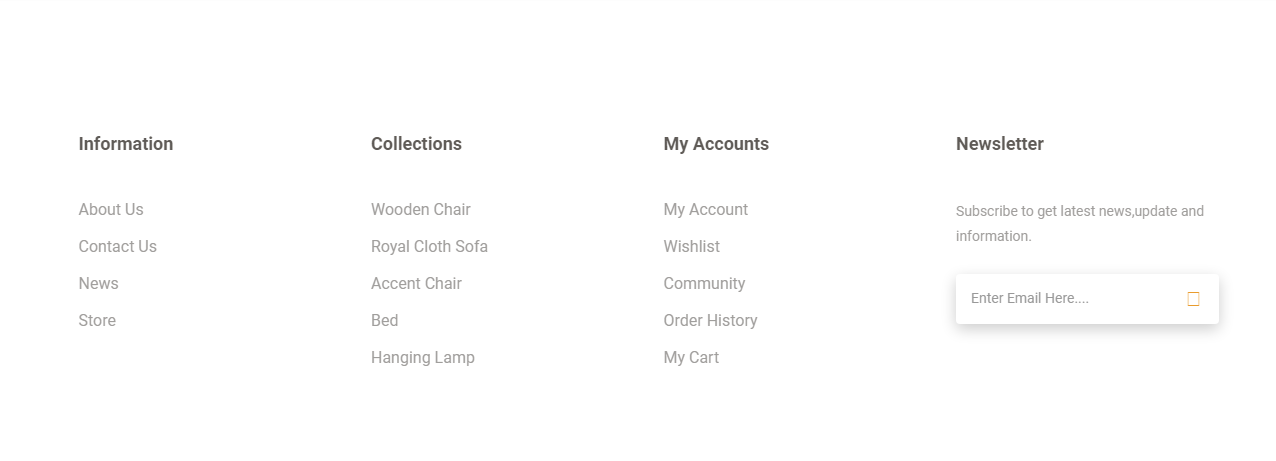 Information
About Us
Contact Us
News
Store
Collections
Wooden Chair
Royal Cloth Sofa
Accent Chair
Bed
Hanging Lamp
My Accounts
My Account
Wishlist
Community
Order History
My Cart
Newsletter
Subscribe to get latest news,update and
information.
Enter Email Here....